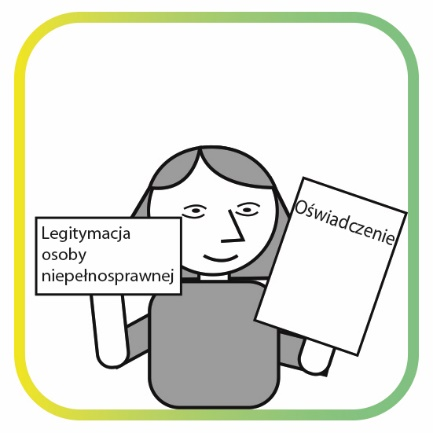 Legitymacja
osoby
niepełnosprawnej
Oświadczenie